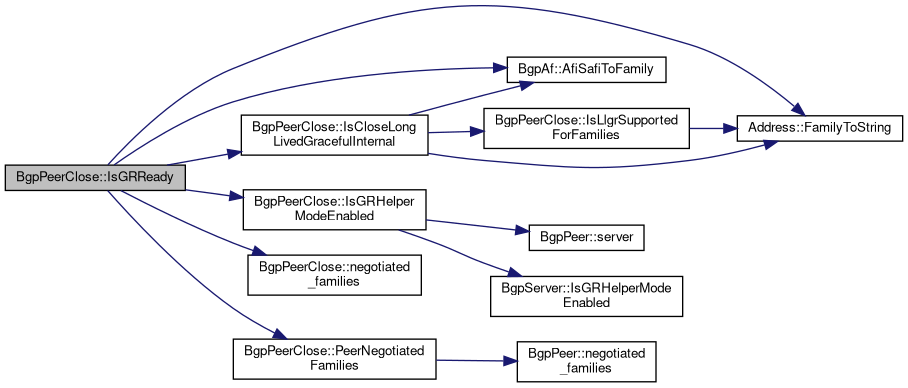 BgpPeerClose::IsGRReady
BgpPeerClose::IsCloseLong
LivedGracefulInternal
BgpPeerClose::IsGRHelper
ModeEnabled
BgpPeerClose::negotiated
_families
BgpPeerClose::PeerNegotiated
Families
BgpAf::AfiSafiToFamily
BgpPeerClose::IsLlgrSupported
ForFamilies
BgpPeer::server
BgpServer::IsGRHelperMode
Enabled
BgpPeer::negotiated
_families
Address::FamilyToString